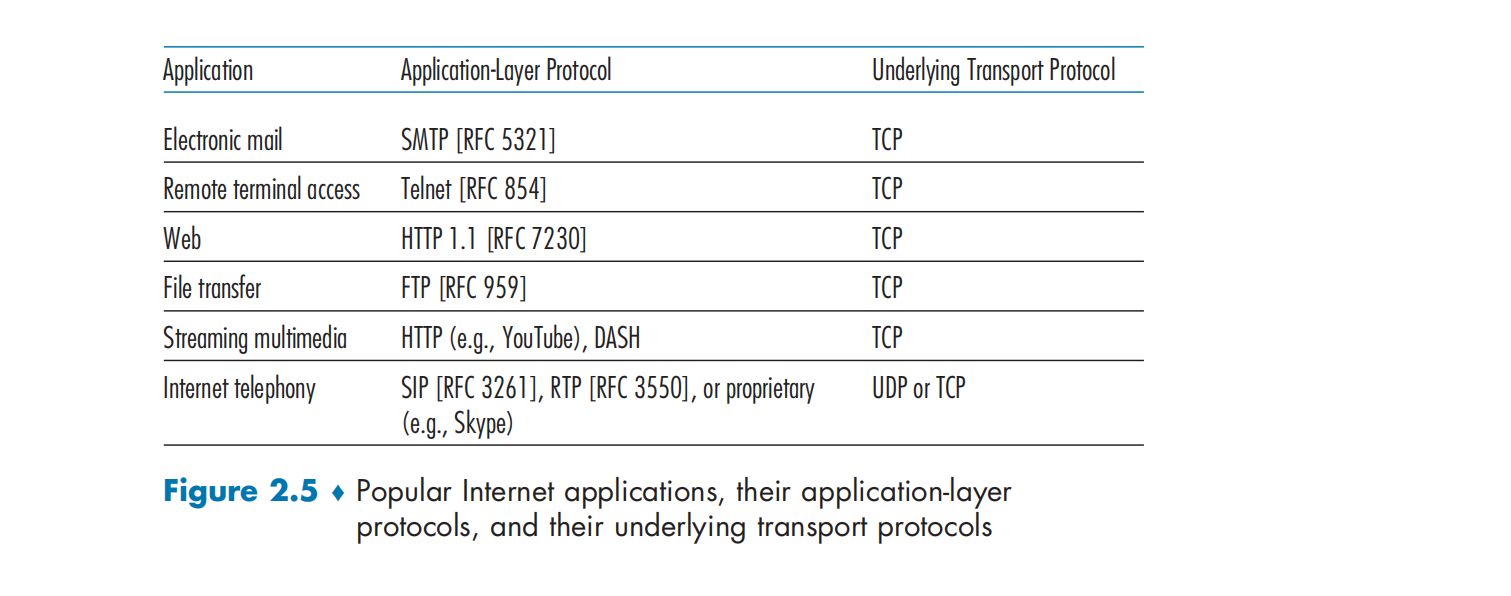 Application Application-Layer Protocol Underlying Transport Protocol
Electronic mail SMTP [RFC 5321] TCP
Remote terminal access Telnet [RFC 854] TCP
Web HTTP 1.1 [RFC 7230] TCP
File transfer FTP [RFC 959] TCP
Streaming multimedia HTTP (e.g., YouTube), DASH TCP
Internet telephony SIP [RFC 3261], RTP [RFC 3550], or proprietary UDP or TCP
(e.g., Skype)
Figure 2.5 ♦ Popular Internet applications, their application-layer
protocols, and their underlying transport protocols